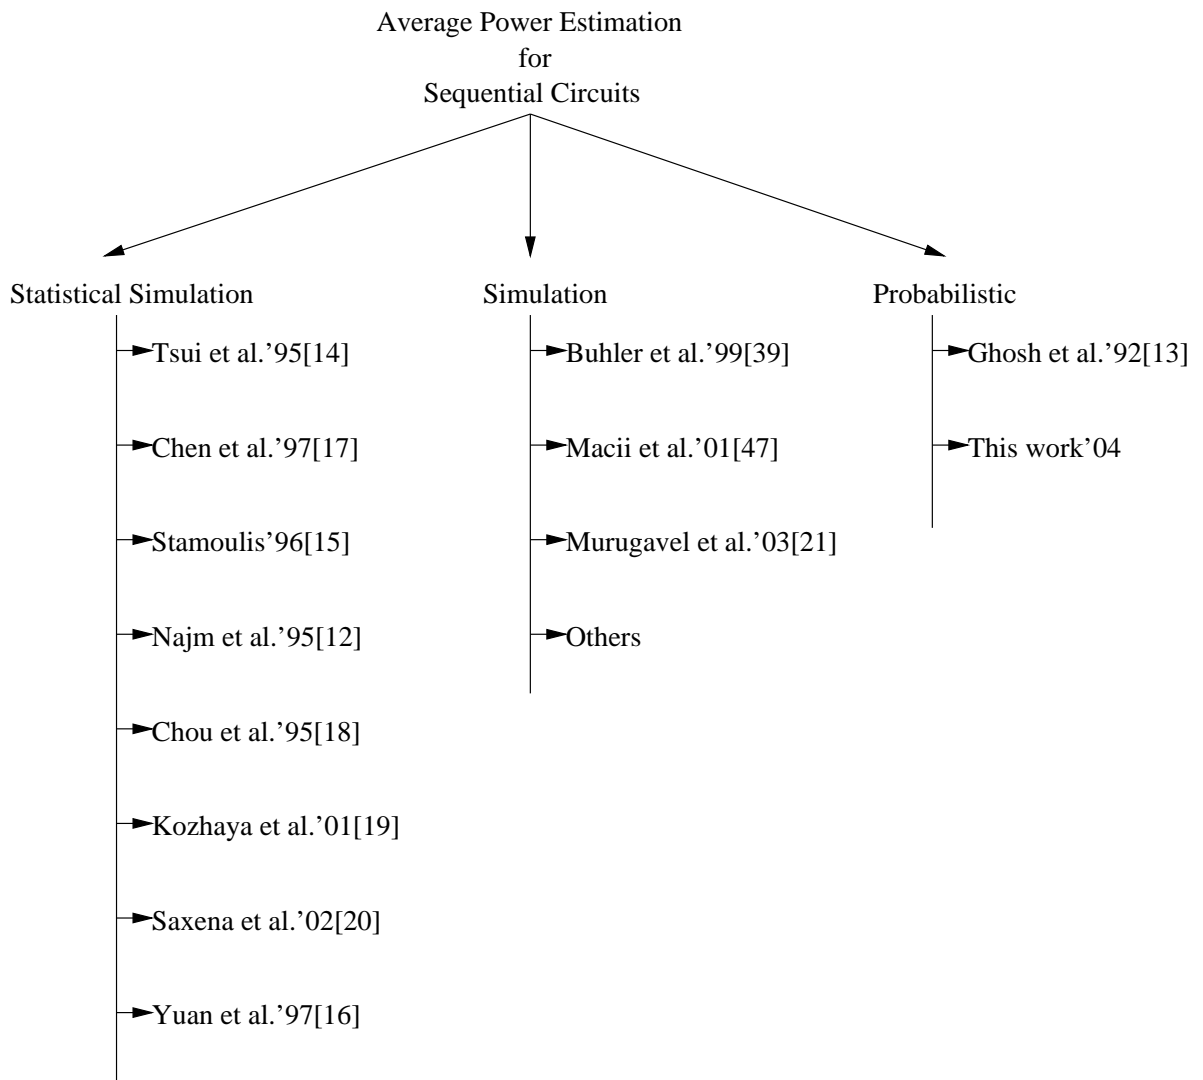 Average Power Estimation
for
Sequential Circuits
Statistical Simulation
Tsui et al.’95[14]
Chen et al.’97[17]
Stamoulis’96[15]
Najm et al.’95[12]
Chou et al.’95[18]
Kozhaya et al.’01[19]
Saxena et al.’02[20]
Yuan et al.’97[16]
Simulation
Buhler et al.’99[39]
Macii et al.’01[47]
Murugavel et al.’03[21]
Others
Probabilistic
Ghosh et al.’92[13]
This work’04